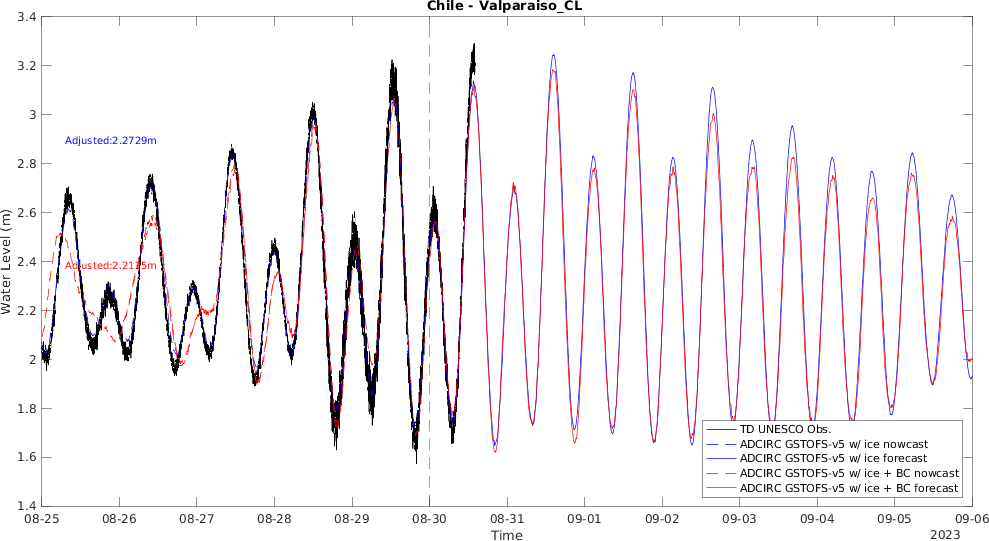 Chile - Valparaiso_CL
3.4
3.2
3
2.8
2.6
2.4
2.2
2
1.8
1.6
1.4
Water Level (m)
Adjusted:2.2729m
Adjusted:2.2125m
TD UNESCO Obs.
ADCIRC GSTOFS-v5 w/ ice nowcast
ADCIRC GSTOFS-v5 w/ ice forecast
ADCIRC GSTOFS-v5 w/ ice + BC nowcast
ADCIRC GSTOFS-v5 w/ ice + BC forecast
08-25 08-26 08-27 08-28 08-29 08-30 08-31 09-01 09-02 09-03 09-04 09-05 09-06
Time
2023